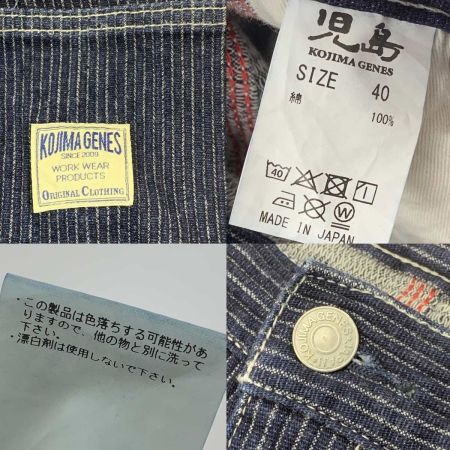 KOJIMA GENES
SINCE 2009
WORK WEAR
PRODUCTS
ORIGINAL CLOTHING
児島
KOJIMA GENES
SIZE 40
綿
100%
40
MADE IN JAPAN
・この製品は色落ちする可能性があ
りますので、他の物と別に洗って
下さい。
・漂白剤は使用しないで下さい。
KOJIMA GENES